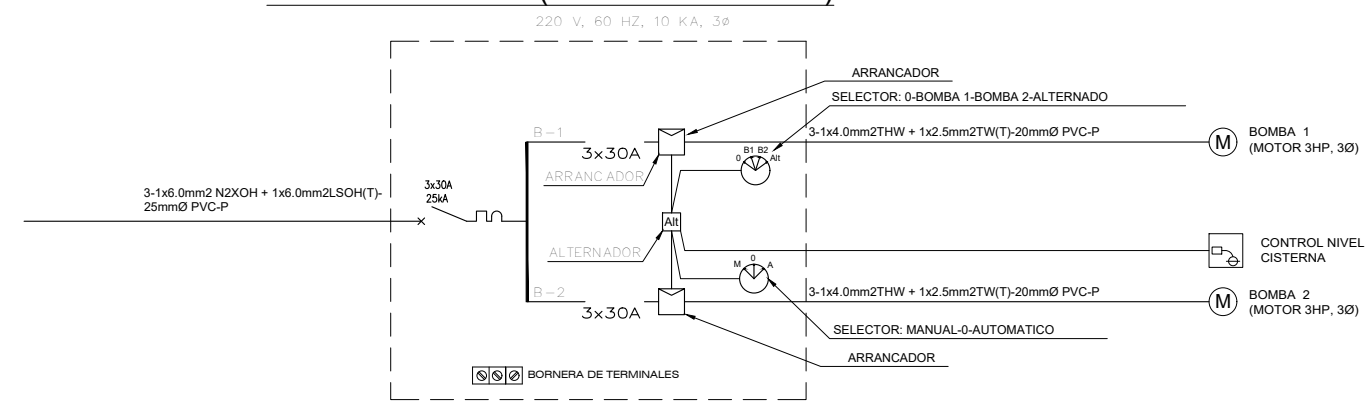 220 V, 60 HZ, 10 KA, 3Ø
ARRANCADOR
SELECTOR: 0-BOMBA 1-BOMBA 2-ALTERNADO
B-1
3x30A
3-1x4.0mm2THW + 1x2.5mm2TW(T)-20mmØ PVC-P
M
BOMBA 1
(MOTOR 3HP, 3Ø)
0 B1 B2 Alt
ARRANCADOR
3-1x6.0mm2 N2XOH + 1x6.0mm2LSOH(T)-
25mmØ PVC-P
3x30A
25kA
Alt
ALTERNADOR
CONTROL NIVEL
CISTERNA
M 0 A
B-2
3x30A
3-1x4.0mm2THW + 1x2.5mm2TW(T)-20mmØ PVC-P
M
BOMBA 2
(MOTOR 3HP, 3Ø)
SELECTOR: MANUAL-0-AUTOMATICO
ARRANCADOR
BORNERA DE TERMINALES